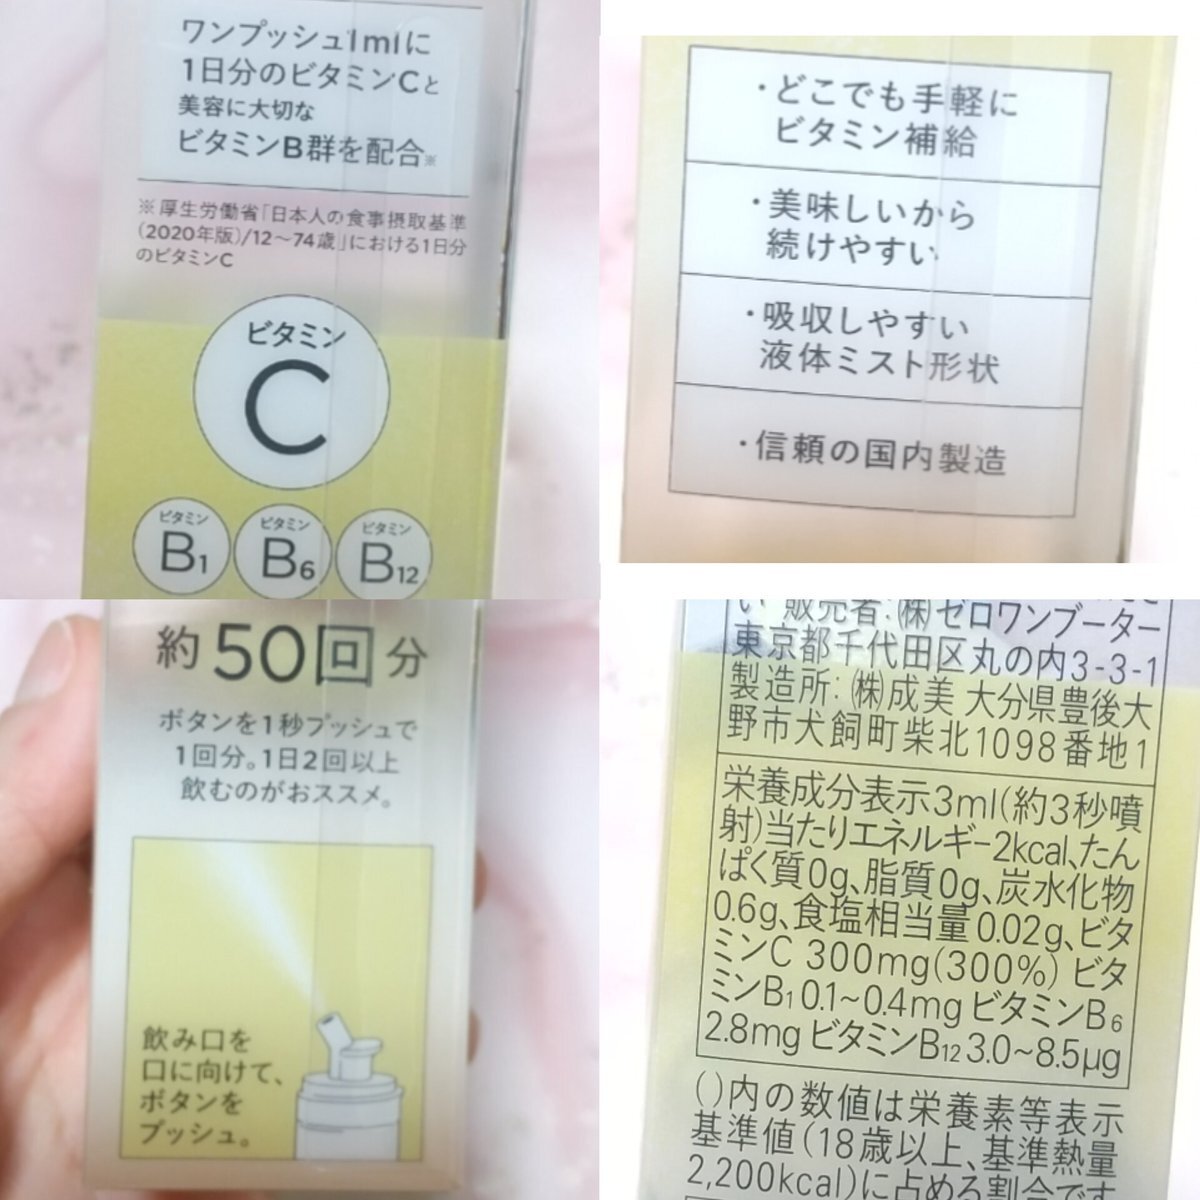 ワンプッシュ1mlに
1日分のビタミンCと
美容に大切な
ビタミンB群を配合※
※厚生労働省「日本人の食事摂取基準
(2020年版)/12～74歳」における1日分
のビタミンC
ビタミン
C
ビタミン
B1
ビタミン
B6
ビタミン
B12
・どこでも手軽に
ビタミン補給
・美味しいから
続けやすい
・吸収しやすい
液体ミスト形状
・信頼の国内製造
約50回分
ボタンを1秒プッシュで
1回分。1日2回以上
飲むのがおススメ。
飲み口を
口に向けて、
ボタンを
プッシュ。
い 販売者:㈱ゼロワンブーター
東京都千代田区丸の内3-3-1
製造所:㈱成美 大分県豊後大
野市犬飼町柴北1098番地1
栄養成分表示3ml(約3秒噴
射)当たりエネルギー2kcal、たん
ぱく質0g、脂質0g、炭水化物
0.6g、食塩相当量0.02g、ビタ
ミンC 300mg(300%) ビタ
ミンB1 0.1~0.4mg ビタミンB6
2.8mg ビタミンB12 3.0~8.5μg
( )内の数値は栄養素等表示
基準値(18歳以上、基準熱量
2,200kcal)に占める割合です